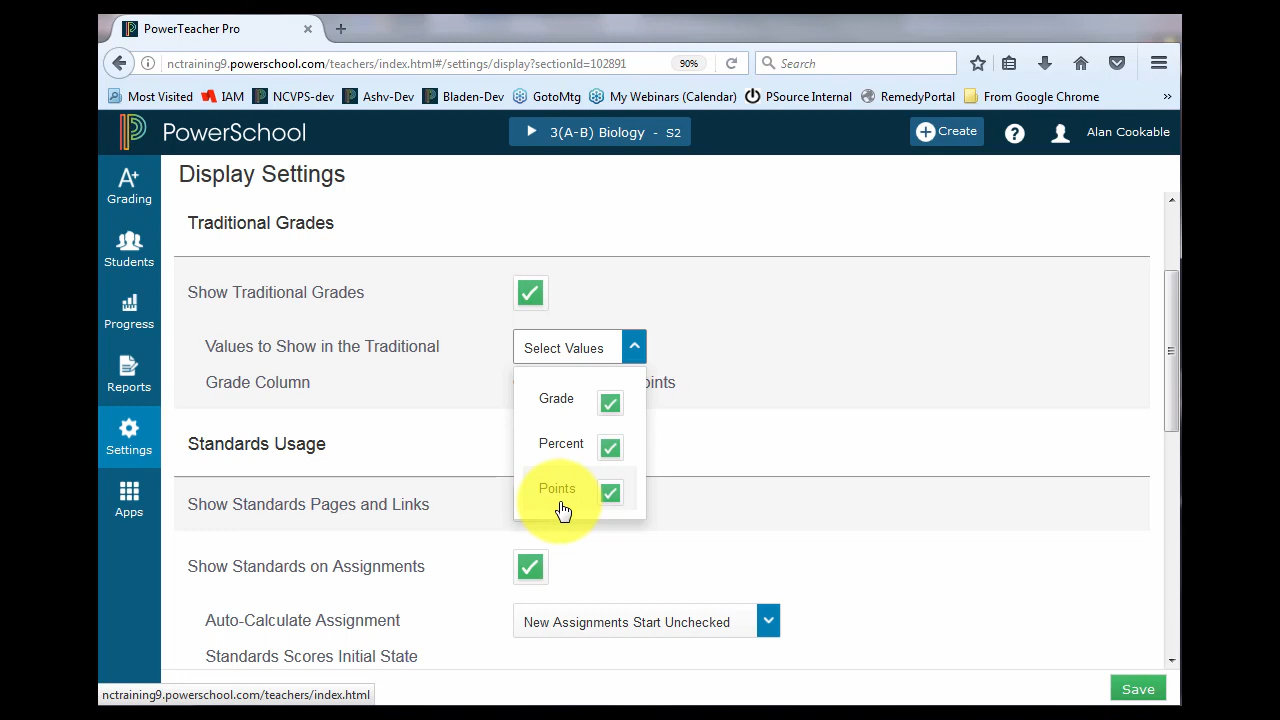 PowerTeacher Pro
nctraining9.powerschool.com/teachers/index.html#/settings/display?sectionId=102891
90%
Search
Most Visited
IAM
NCVPS-dev
Ashv-Dev
Bladen-Dev
GotoMtg
My Webinars (Calendar)
PSource Internal
RemedyPortal
From Google Chrome
PowerSchool
3(A-B) Biology - S2
Create
Alan Cookable
A+
Grading
Students
Progress
Reports
Settings
Apps
Display Settings
Traditional Grades
Show Traditional Grades
Values to Show in the Traditional
Grade Column
Select Values
Grade
Percent
Points
Standards Usage
Show Standards Pages and Links
Show Standards on Assignments
Auto-Calculate Assignment
Standards Scores Initial State
New Assignments Start Unchecked
nctraining9.powerschool.com/teachers/index.html
Save